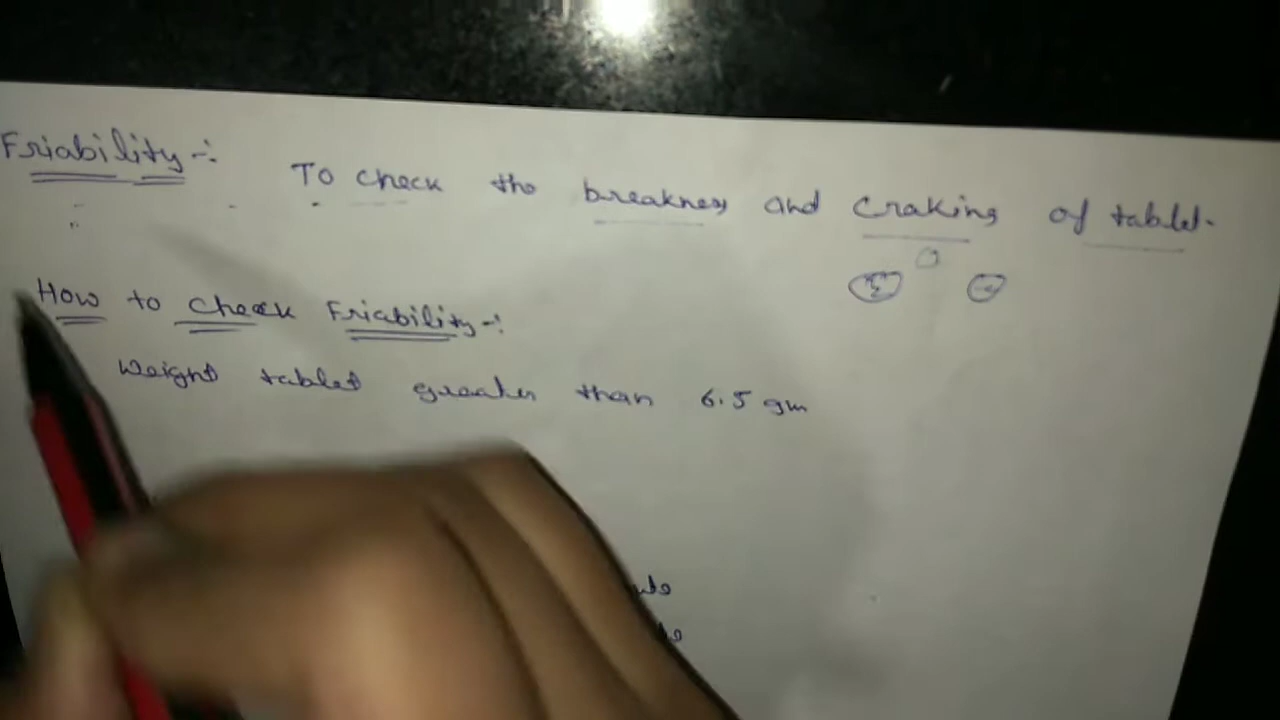 Friability-: To check the breakness and craking of tablet.
How to check Friability-:
Weight tablet greater than 6.5 gm